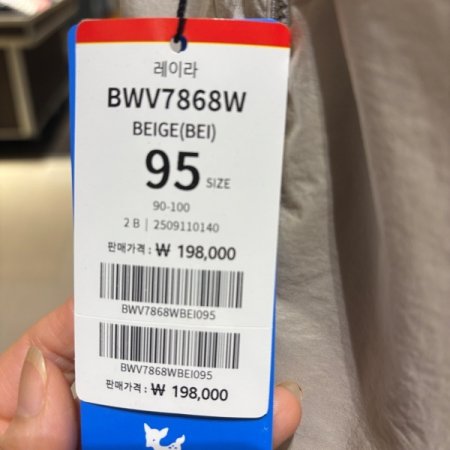 레이라
BWV7868W
BEIGE(BEI)
95 SIZE
90-100
2 B | 2509110140
판매가격 : ₩ 198,000
BWV7868WBEI095
BWV7868WBEI095
판매가격 : ₩ 198,000